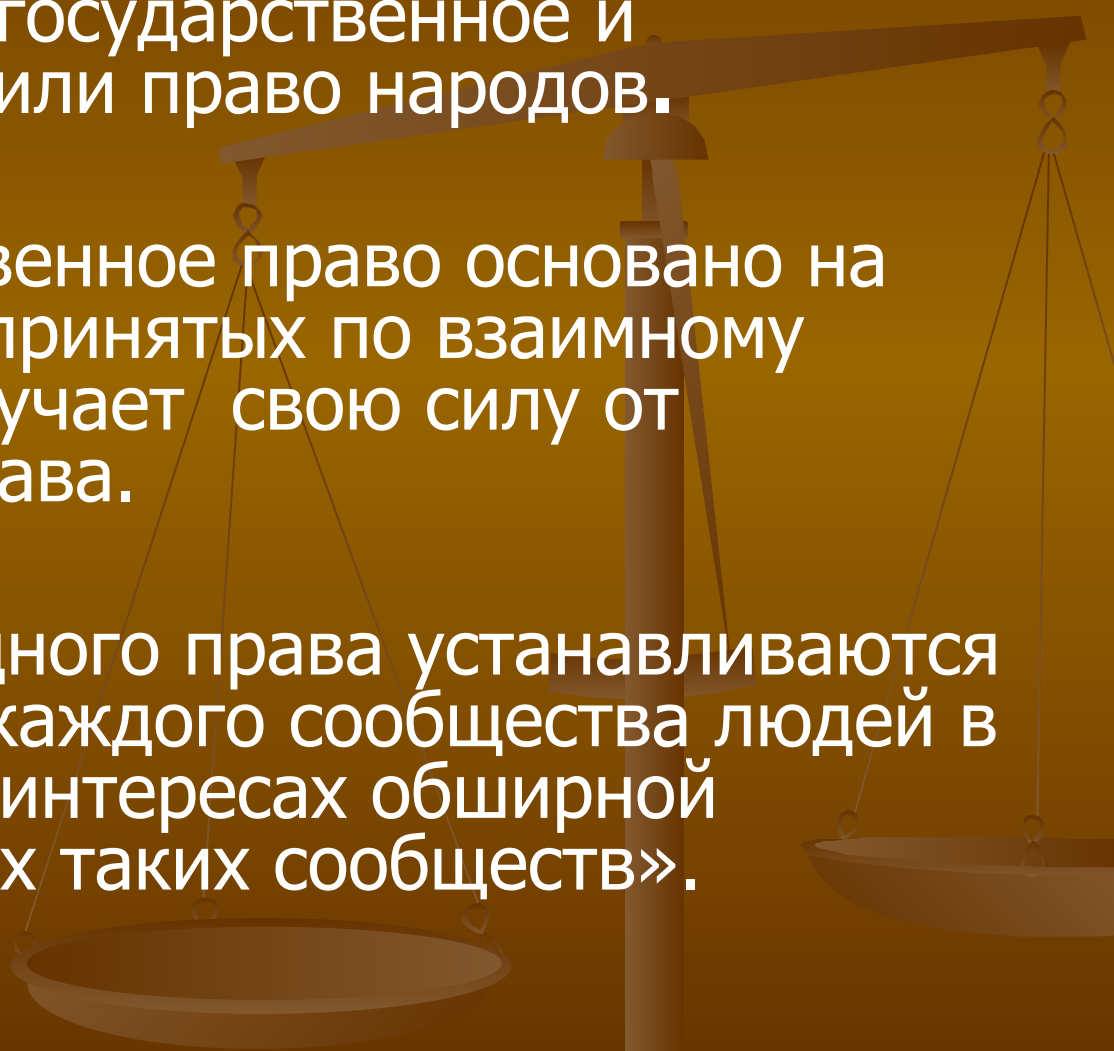 государственное и
или право народов.
венное право основано на
принятых по взаимному
учает свою силу от
ава.
дного права устанавливаются
каждого сообщества людей в
интересах обширной
х таких сообществ».